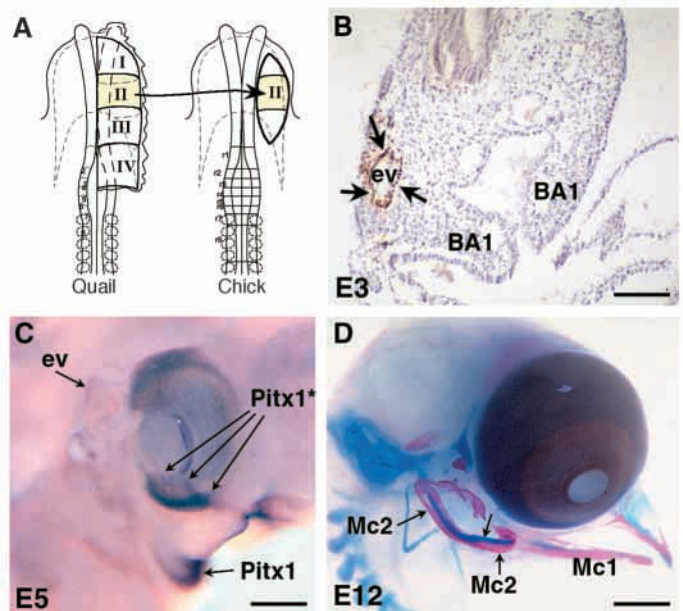 A
I
II
III
IV
II
Quail
Chick
B
ev
BA1
BA1
E3
C
ev
Pitx1*
Pitx1
E5
D
Mc2
Mc2
Mc1
E12